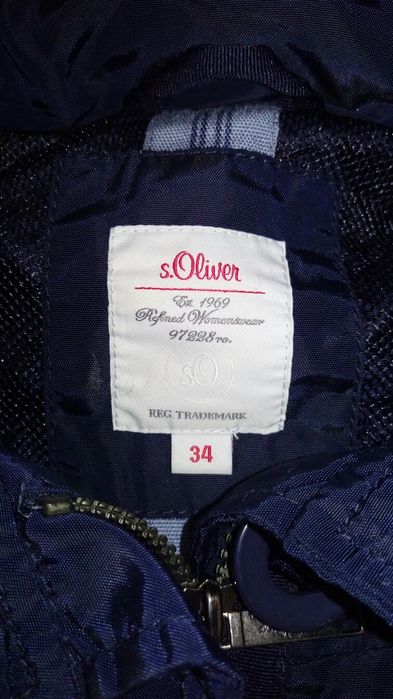 s.Oliver
Est. 1969
Refined Womenswear
97228 ro.
sO
REG. TRADEMARK
34